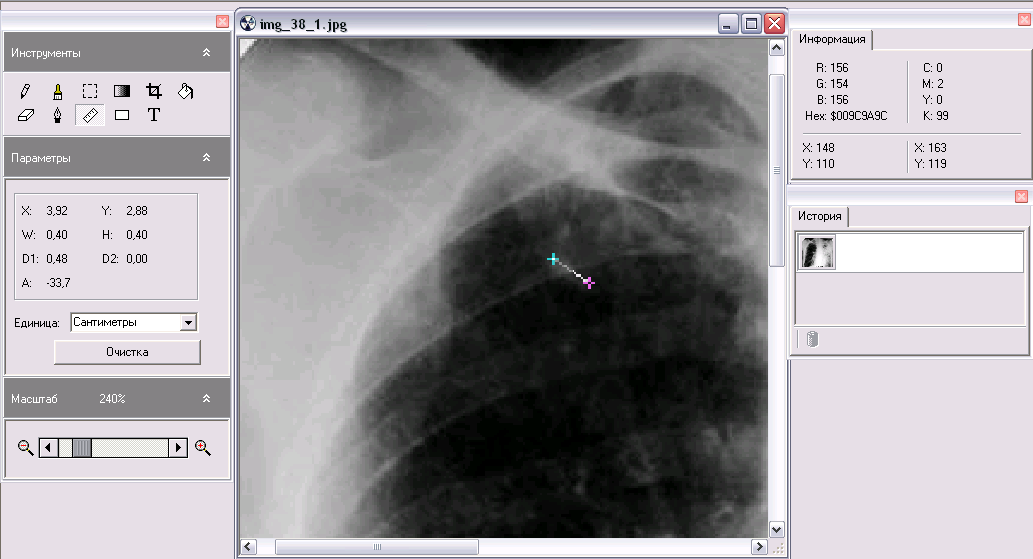 img_38_1.jpg
Инструменты
T
Параметры
X: 3,92 Y: 2,88
W: 0,40 H: 0,40
D1: 0,48 D2: 0,00
A: -33,7
Единица: Сантиметры
Очистка
Масштаб 240%
Информация
R: 156 C: 0
G: 154 M: 2
B: 156 Y: 0
Hex: $009C9A9C K: 99
X: 148 X: 163
Y: 110 Y: 119
История